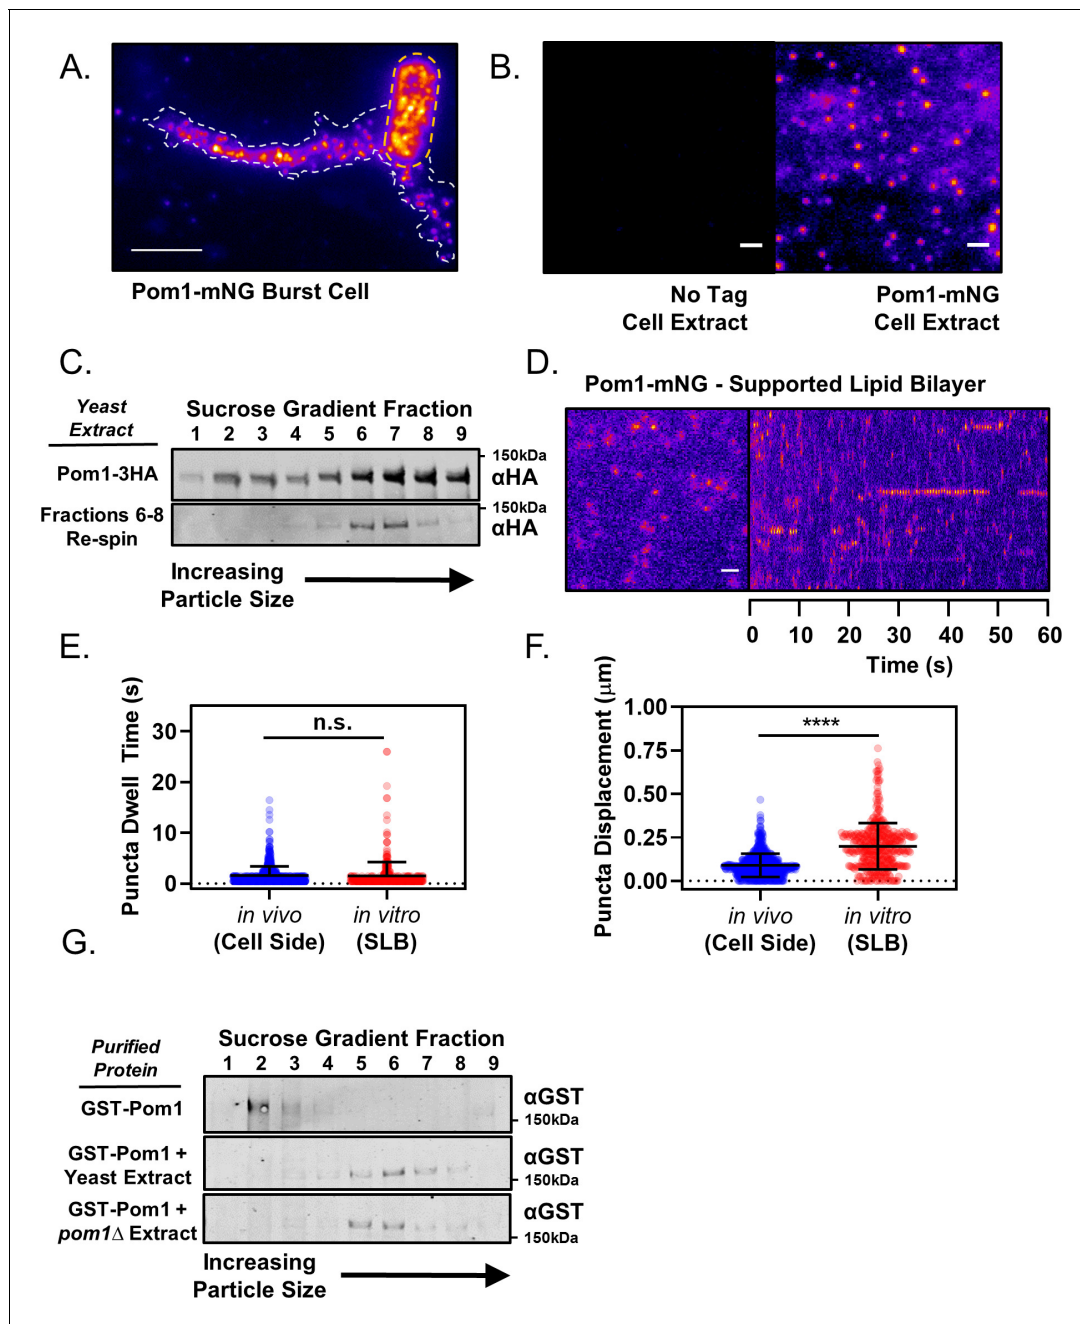 A.
Pom1-mNG Burst Cell
B.
No Tag
Cell Extract
Pom1-mNG
Cell Extract
C.
Yeast
Extract
Sucrose Gradient Fraction
1 2 3 4 5 6 7 8 9
Pom1-3HA
150kDa
αHA
Fractions 6-8
Re-spin
150kDa
αHA
Increasing
Particle Size
D.
Pom1-mNG - Supported Lipid Bilayer
0 10 20 30 40 50 60
Time (s)
E.
Puncta Dwell Time (s)
30
20
10
0
n.s.
in vivo
(Cell Side)
in vitro
(SLB)
F.
Puncta Displacement (μm)
1.00
0.75
0.50
0.25
0.00
****
in vivo
(Cell Side)
in vitro
(SLB)
G.
Purified
Protein
Sucrose Gradient Fraction
1 2 3 4 5 6 7 8 9
GST-Pom1
αGST
150kDa
GST-Pom1 +
Yeast Extract
αGST
150kDa
GST-Pom1 +
pom1Δ Extract
αGST
150kDa
Increasing
Particle Size